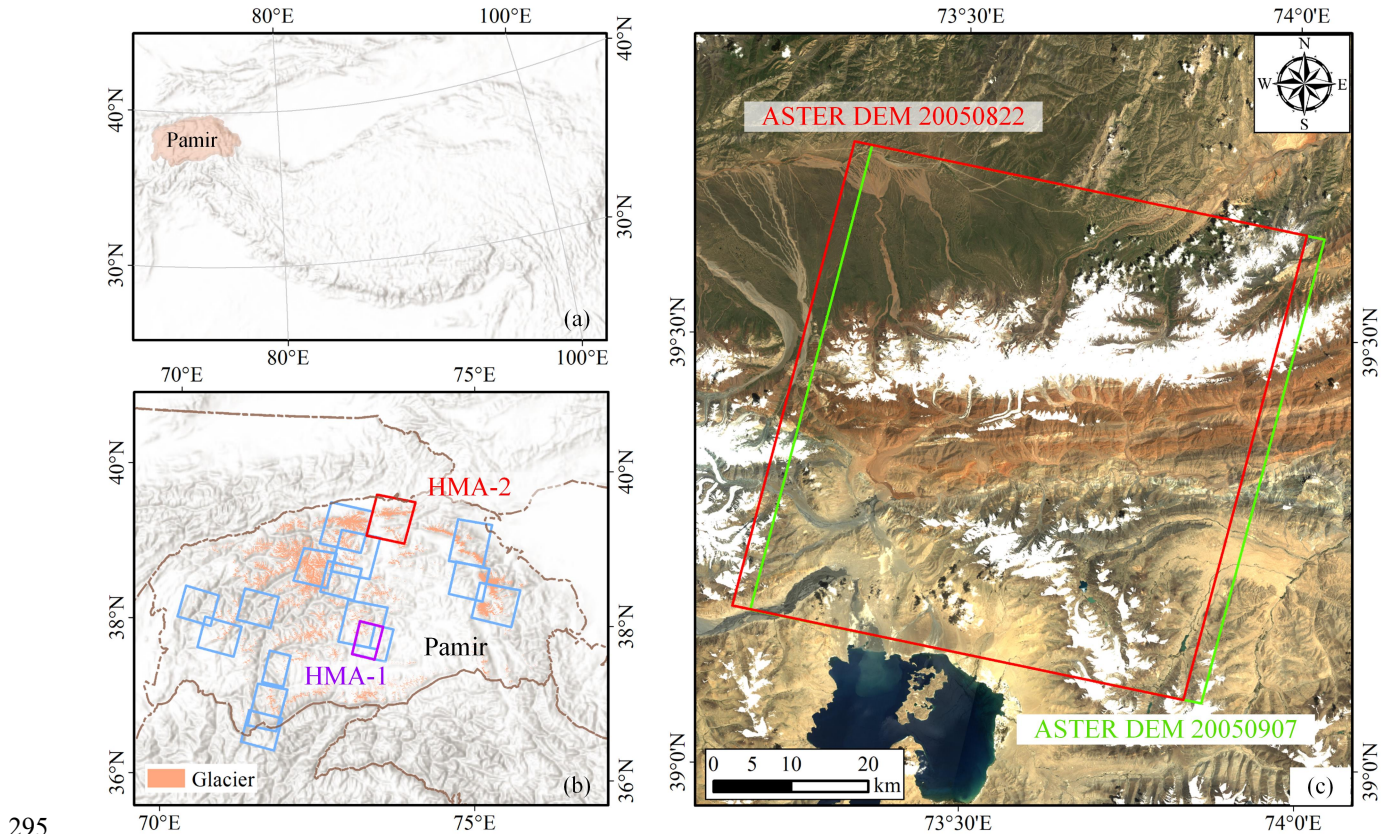 80°E 100°E
40°N
40°N
Pamir
30°N
30°N
(a)
80°E 100°E
70°E 75°E
40°N
40°N
HMA-2
38°N
38°N
Pamir
HMA-1
36°N
36°N
Glacier
(b)
70°E 75°E
73°30'E 74°0'E
N
W E
S
ASTER DEM 20050822
39°30'N
39°30'N
ASTER DEM 20050907
39°0'N
39°0'N
0 5 10 20
km
(c)
73°30'E 74°0'E
295